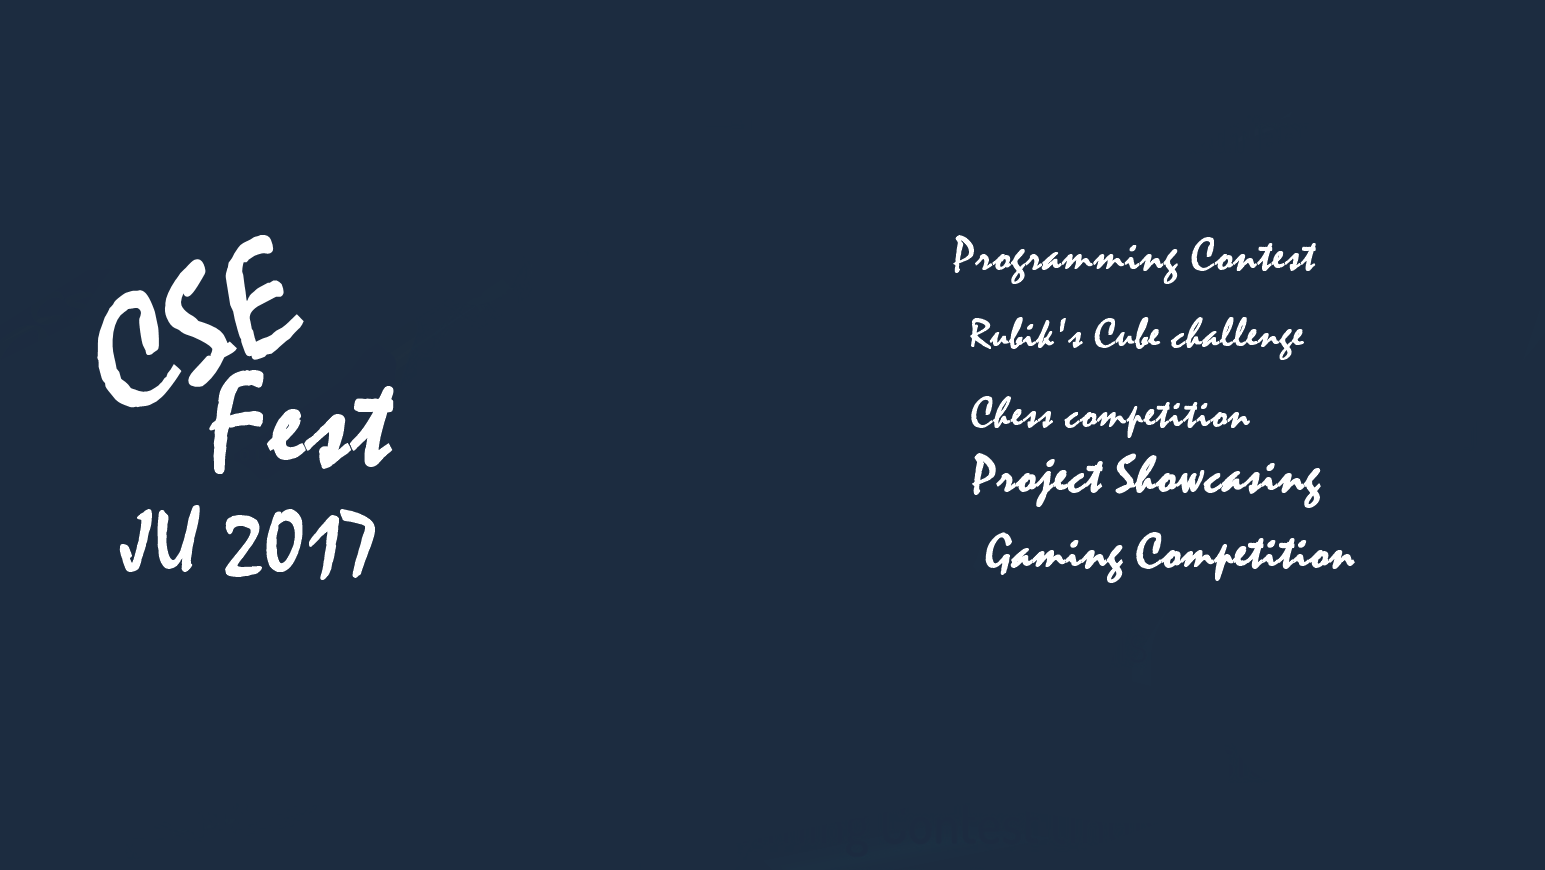 CSE
Fest
JU 2017
Programming Contest
Rubik's Cube challenge
Chess competition
Project Showcasing
Gaming Competition